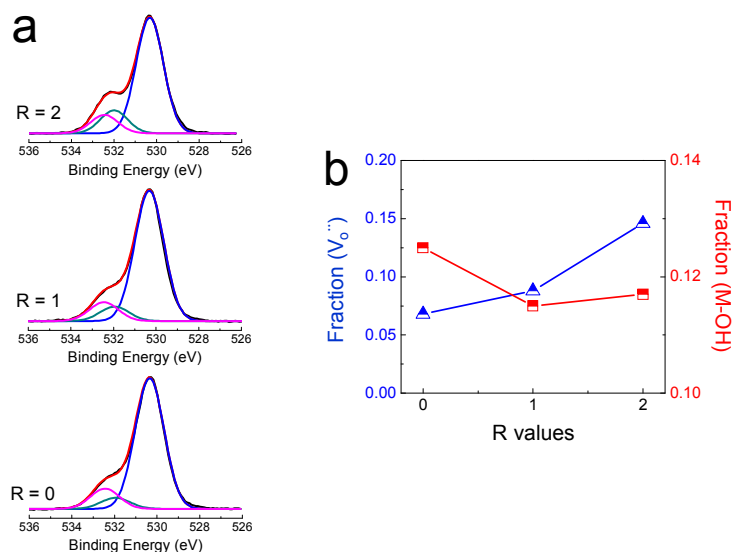 a
R = 2
536 534 532 530 528 526
Binding Energy (eV)
R = 1
536 534 532 530 528 526
Binding Energy (eV)
R = 0
536 534 532 530 528 526
Binding Energy (eV)
b
0.20
0.15
0.10
0.05
0.00
Fraction (Vo¨)
0.14
0.12
0.10
Fraction (M-OH)
0 1 2
R values